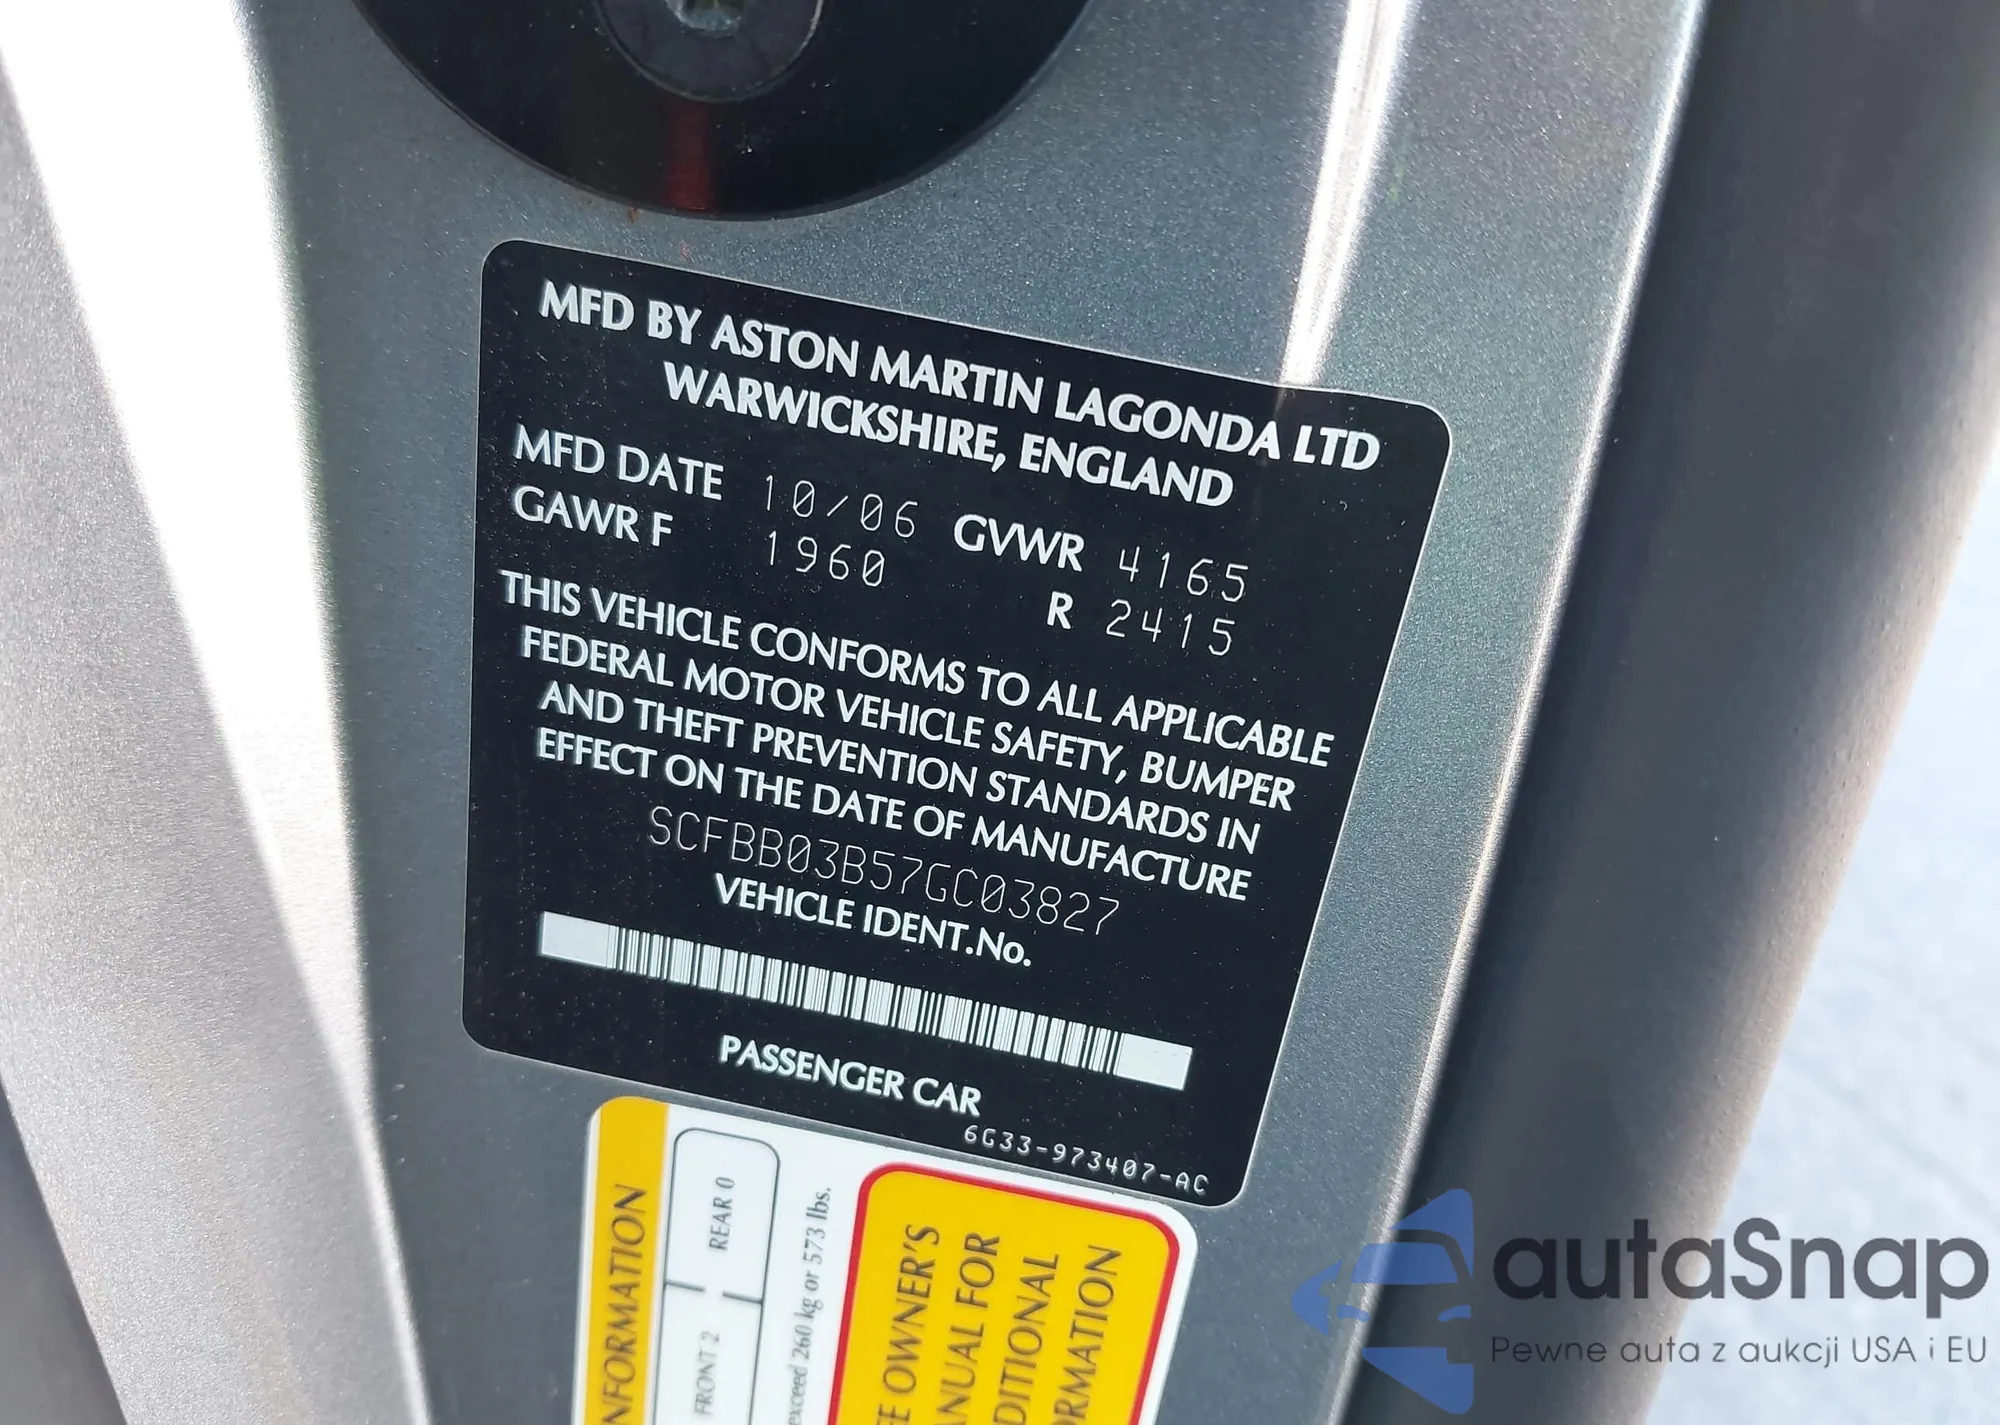 MFD BY ASTON MARTIN LAGONDA LTD
WARWICKSHIRE, ENGLAND
MFD DATE 10/06 GVWR 4165
GAWR F 1960 R 2415
THIS VEHICLE CONFORMS TO ALL APPLICABLE
FEDERAL MOTOR VEHICLE SAFETY, BUMPER
AND THEFT PREVENTION STANDARDS IN
EFFECT ON THE DATE OF MANUFACTURE
SCFBB03B57GC03827
VEHICLE IDENT.No.
PASSENGER CAR
6G33-973407-AC
NFORMATION
FRONT 2 REAR 0
exceed 260 kg or 573 lbs.
EE OWNER'S
ANUAL FOR
DITIONAL
ORMATION
autaSnap
Pewne auta z aukcji USA i EU